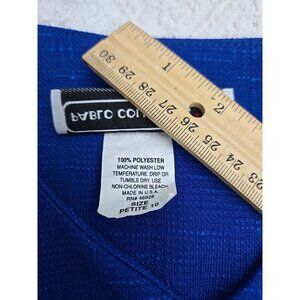 1
2
30
29
28
27
26
25
24
23
PABLO COL
100% POLYESTER
MACHINE WASH LOW
TEMPERATURE. DRIP OR
TUMBLE DRY. USE
NON-CHLORINE BLEACH.
MADE IN U.S.A.
RN# 46928
SIZE
PETITE 10